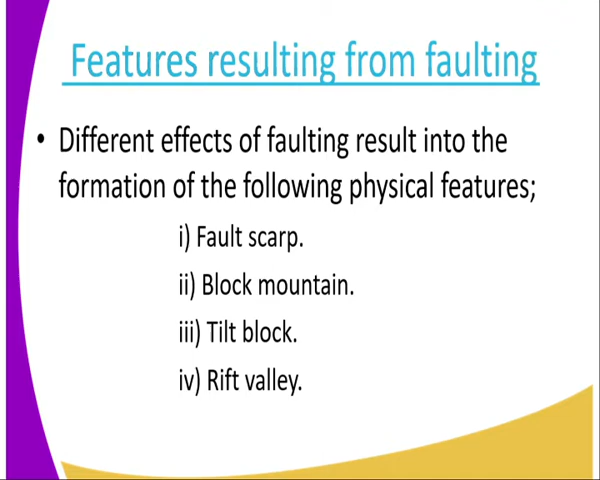 Features resulting from faulting
• Different effects of faulting result into the
formation of the following physical features;
i) Fault scarp.
ii) Block mountain.
iii) Tilt block.
iv) Rift valley.